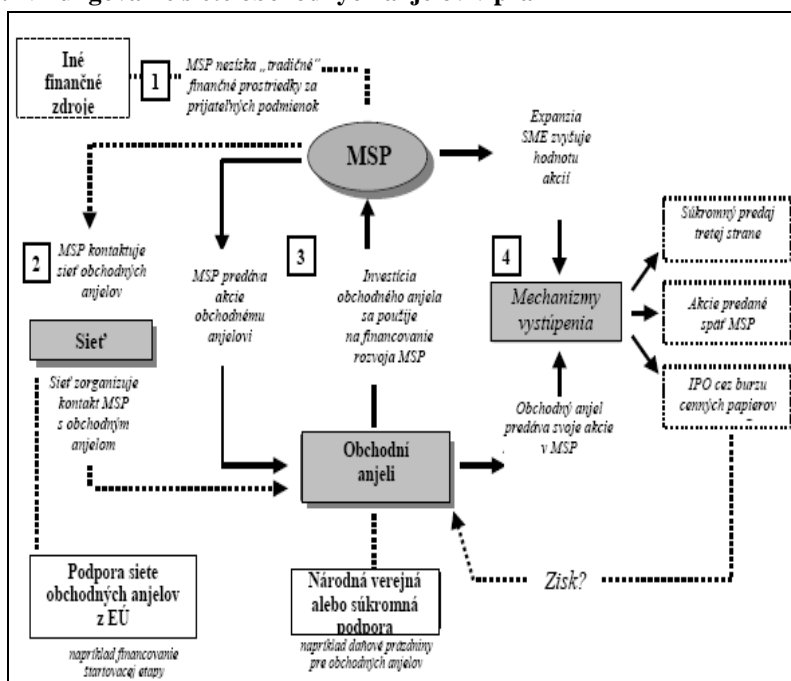 Iné
finančné
zdroje
1
MSP nezíska „tradičné“
finančné prostriedky za
prijateľných podmienok
MSP
Expanzia
SME zvyšuje
hodnotu
akcií
2
MSP kontaktuje
sieť obchodných
anjelov
MSP predáva
akcie
obchodnému
anjelovi
3
Investícia
obchodného anjela
sa použije
na financovanie
rozvoja MSP
4
Mechanizmy
vystúpenia
Súkromný predaj
tretej strane
Akcie predané
späť MSP
IPO cez burzu
cenných papierov
Sieť
Sieť zorganizuje
kontakt MSP
s obchodným
anjelom
Obchodní
anjeli
Obchodný anjel
predáva svoje akcie
v MSP
Zisk?
Podpora siete
obchodných anjelov
z EÚ
napríklad financovanie
štartovacej etapy
Národná verejná
alebo súkromná
podpora
napríklad daňové prázdniny
pre obchodných anjelov